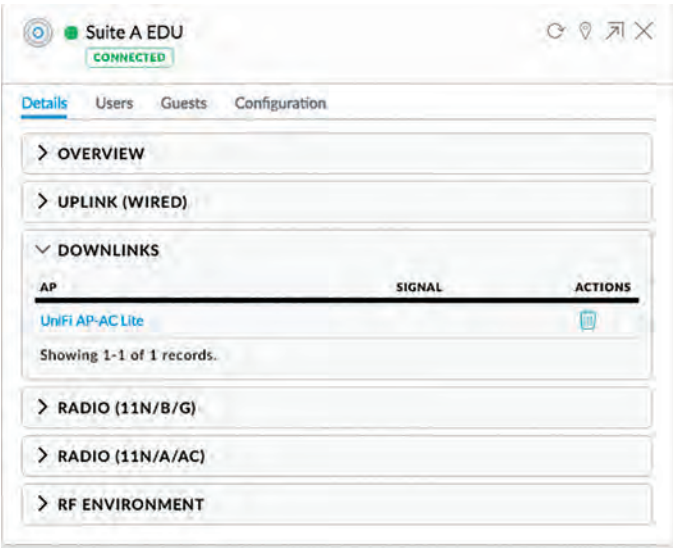 Suite A EDU
CONNECTED
Details Users Guests Configuration
OVERVIEW
UPLINK (WIRED)
DOWNLINKS
AP SIGNAL ACTIONS
UniFi AP-AC Lite
Showing 1-1 of 1 records.
RADIO (11N/B/G)
RADIO (11N/A/AC)
RF ENVIRONMENT